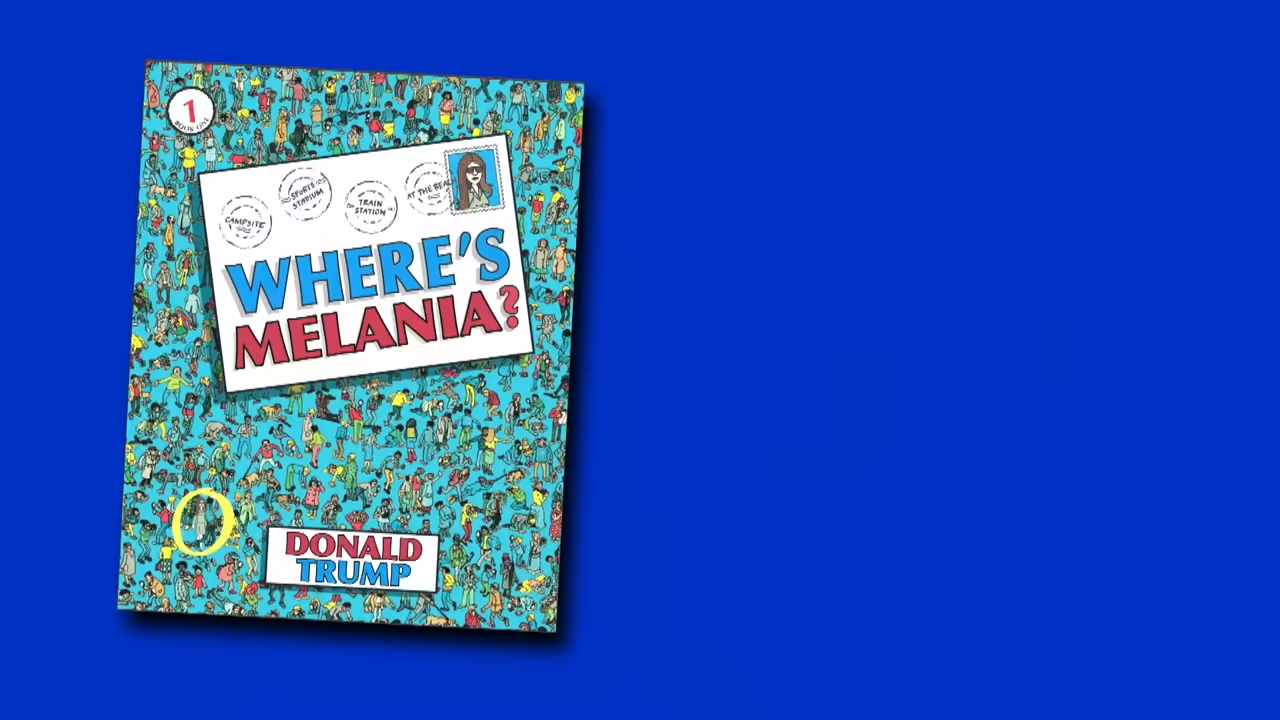 1
BOOK ONE
CAMPSITE
SPORTS
STADIUM
TRAIN
STATION
AT THE BEA
WHERE'S
MELANIA?
DONALD
TRUMP